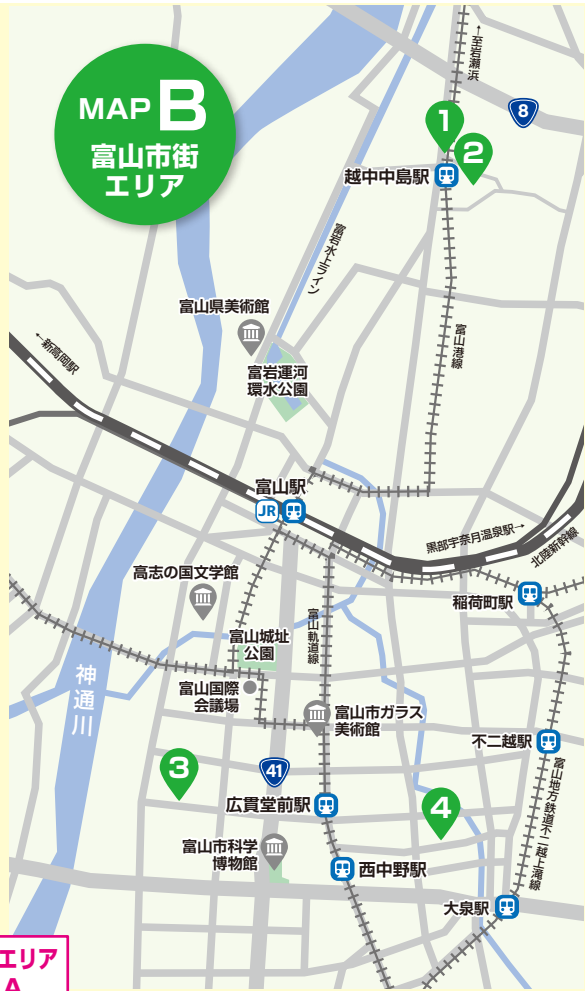 MAP B
富山市街
エリア
←至岩瀬浜
8
1
2
越中中島駅
富岩水上ライン
富山県美術館
富岩運河
環水公園
富山港線
←新高岡駅
富山駅
JR
黒部宇奈月温泉駅→
北陸新幹線
高志の国文学館
稲荷町駅
富山軌道線
富山城址
公園
神通川
富山国際
会議場
富山市ガラス
美術館
不二越駅
富山地方鉄道不二越上滝線
3
41
広貫堂前駅
4
富山市科学
博物館
西中野駅
大泉駅
エリア
A